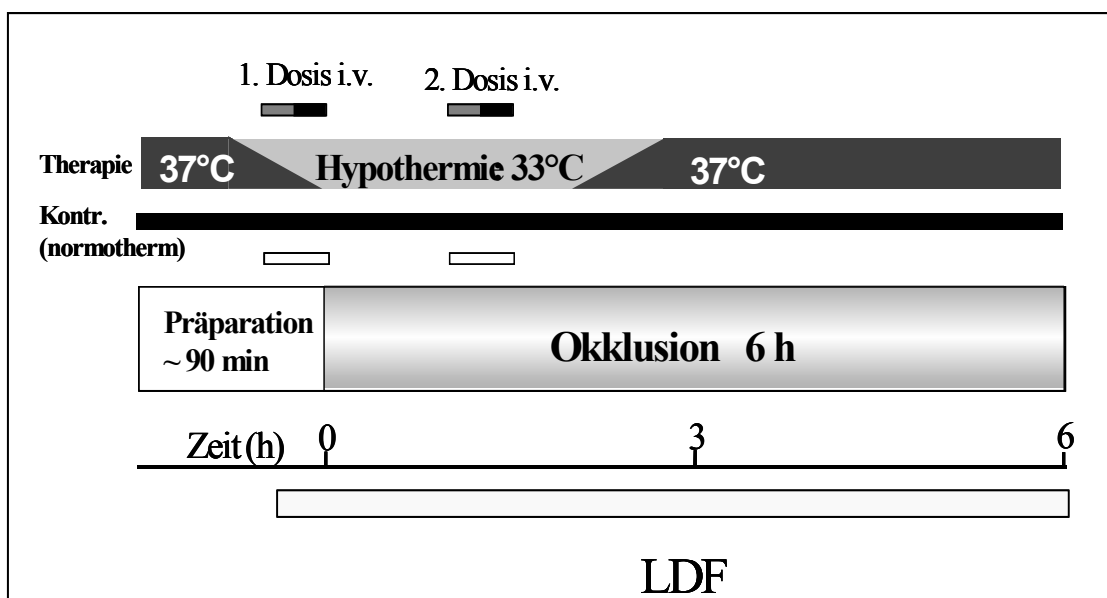 1. Dosis i.v. 2. Dosis i.v.
Therapie 37°C Hypothermie 33°C 37°C
Kontr.
(normotherm)
Präparation
~ 90 min
Okklusion 6 h
Zeit (h) 0 3 6
LDF